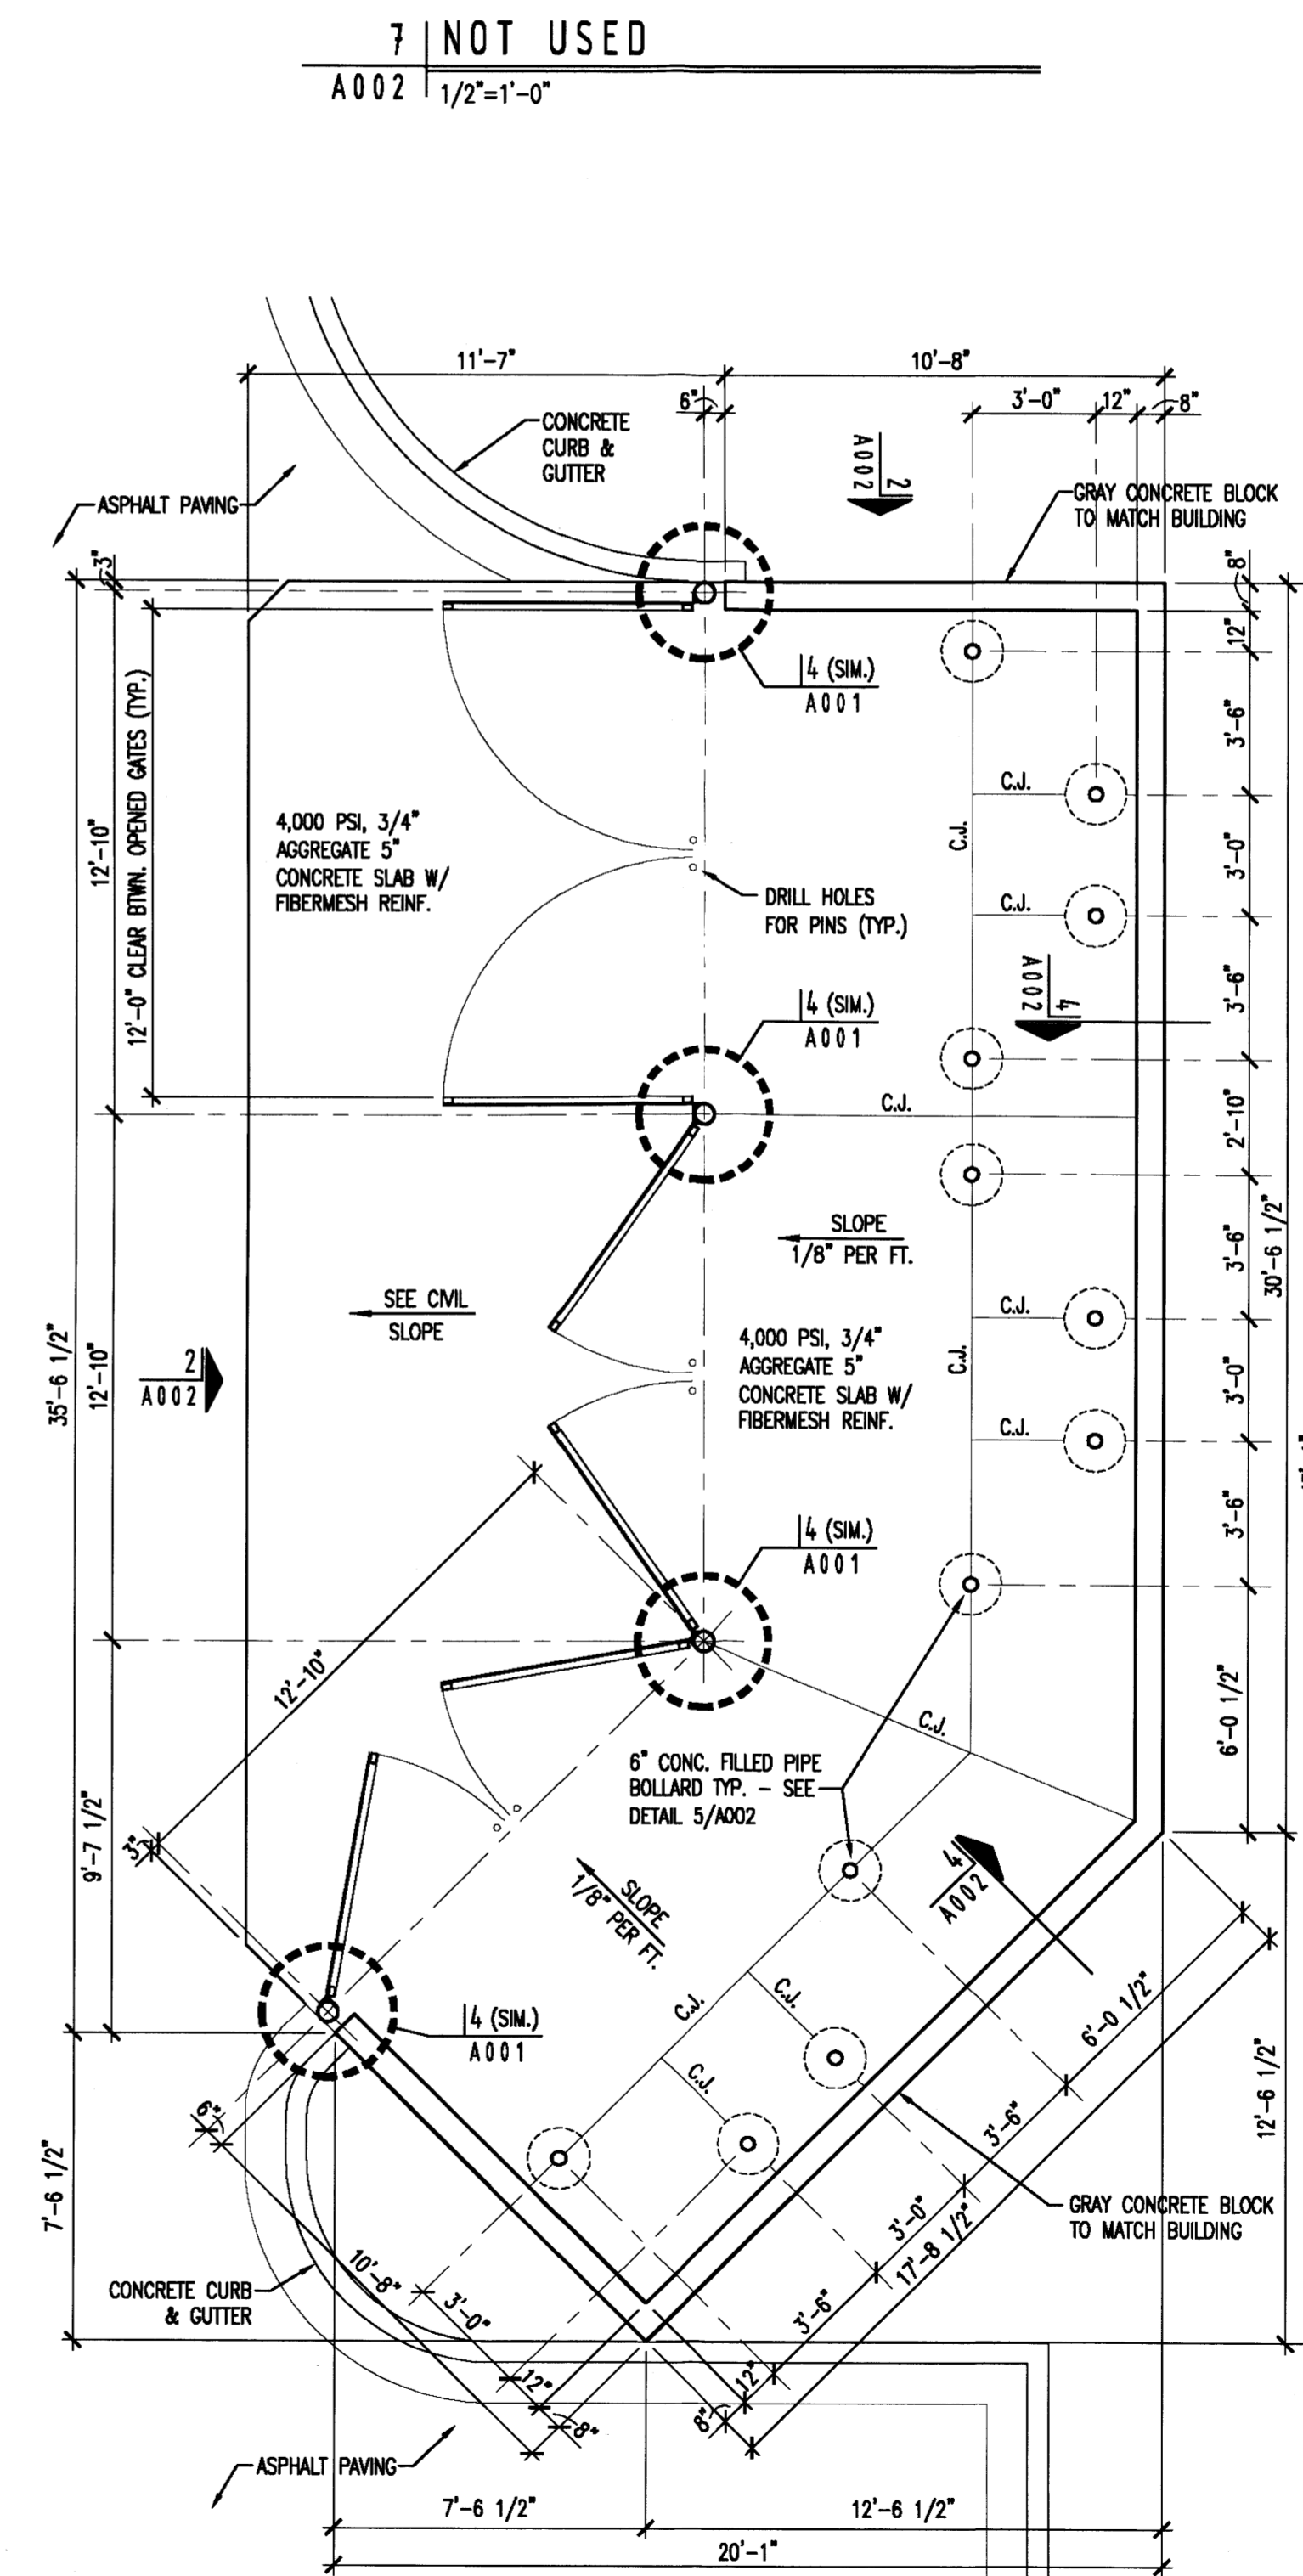 7 NOT USED
A002 1/2"=1'-0"
11'-7"
10'-8"
6"
3'-0"
12"
8"
CONCRETE
CURB &
GUTTER
2
A002
ASPHALT PAVING
GRAY CONCRETE BLOCK
TO MATCH BUILDING
3"
8"
12"
4 (SIM.)
A001
3'-6"
12'-0" CLEAR BTWN. OPENED GATES (TYP.)
12'-10"
4,000 PSI, 3/4"
AGGREGATE 5"
CONCRETE SLAB W/
FIBERMESH REINF.
C.J.
C.J.
3'-0"
DRILL HOLES
FOR PINS (TYP.)
C.J.
4
A002
3'-6"
4 (SIM.)
A001
C.J.
2'-10"
SLOPE
1/8" PER FT.
3'-6"
30'-6 1/2"
SEE CIVIL
SLOPE
C.J.
35'-6 1/2"
12'-10"
2
A002
4,000 PSI, 3/4"
AGGREGATE 5"
CONCRETE SLAB W/
FIBERMESH REINF.
C.J.
3'-0"
C.J.
3'-6"
4 (SIM.)
A001
12'-10"
C.J.
6'-0 1/2"
6" CONC. FILLED PIPE
BOLLARD TYP. – SEE
DETAIL 5/A002
9'-7 1/2"
3"
4
A002
SLOPE
1/8" PER FT.
C.J.
C.J.
C.J.
4 (SIM.)
A001
6'-0 1/2"
12'-6 1/2"
6"
3'-6"
7'-6 1/2"
3'-0"
17'-8 1/2"
GRAY CONCRETE BLOCK
TO MATCH BUILDING
CONCRETE CURB
& GUTTER
10'-8"
3'-0"
3'-6"
12"
12"
8"
8"
ASPHALT PAVING
7'-6 1/2"
12'-6 1/2"
20'-1"